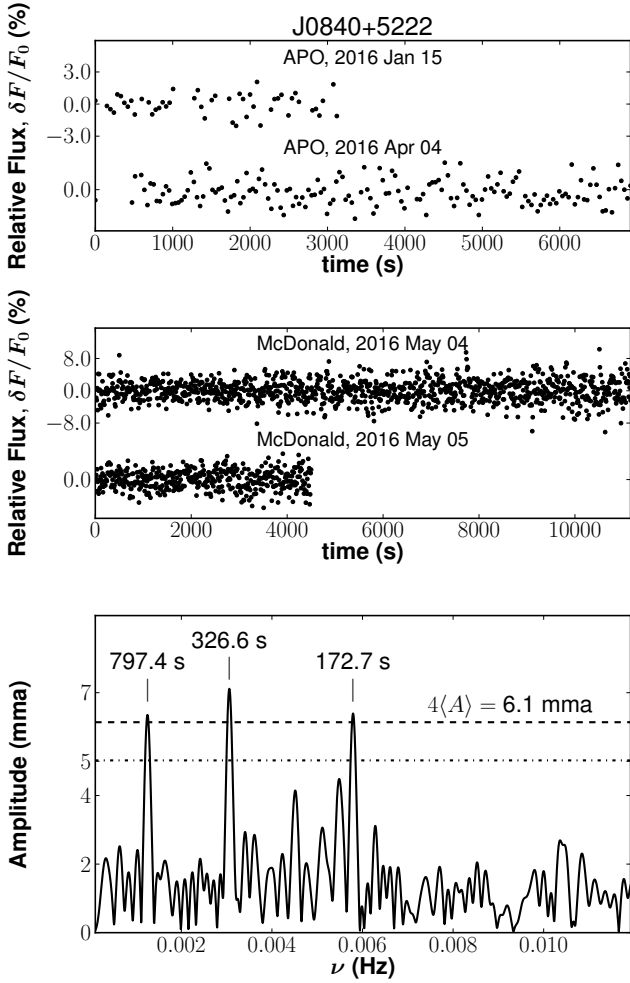 J0840+5222
Relative Flux, δF/F₀ (%)
APO, 2016 Jan 15
3.0
0.0
−3.0
APO, 2016 Apr 04
0.0
0 1000 2000 3000 4000 5000 6000
time (s)
Relative Flux, δF/F₀ (%)
McDonald, 2016 May 04
8.0
0.0
−8.0
McDonald, 2016 May 05
0.0
0 2000 4000 6000 8000 10000
time (s)
Amplitude (mma)
326.6 s
797.4 s 172.7 s
7
4⟨A⟩ = 6.1 mma
5
4
2
0
0.002 0.004 0.006 0.008 0.010
ν (Hz)